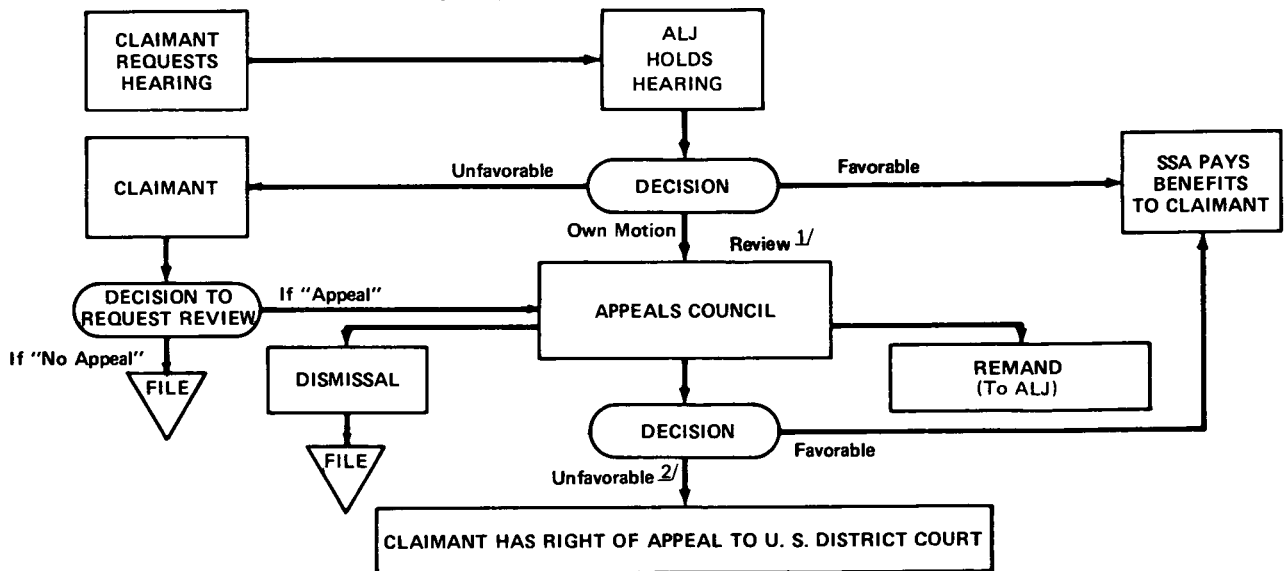 CLAIMANT
REQUESTS
HEARING
ALJ
HOLDS
HEARING
CLAIMANT
Unfavorable
DECISION
Favorable
SSA PAYS
BENEFITS
TO CLAIMANT
Own Motion
Review 1/
DECISION TO
REQUEST REVIEW
If "Appeal"
APPEALS COUNCIL
If "No Appeal"
FILE
DISMISSAL
REMAND
(To ALJ)
FILE
DECISION
Favorable
Unfavorable 2/
CLAIMANT HAS RIGHT OF APPEAL TO U. S. DISTRICT COURT